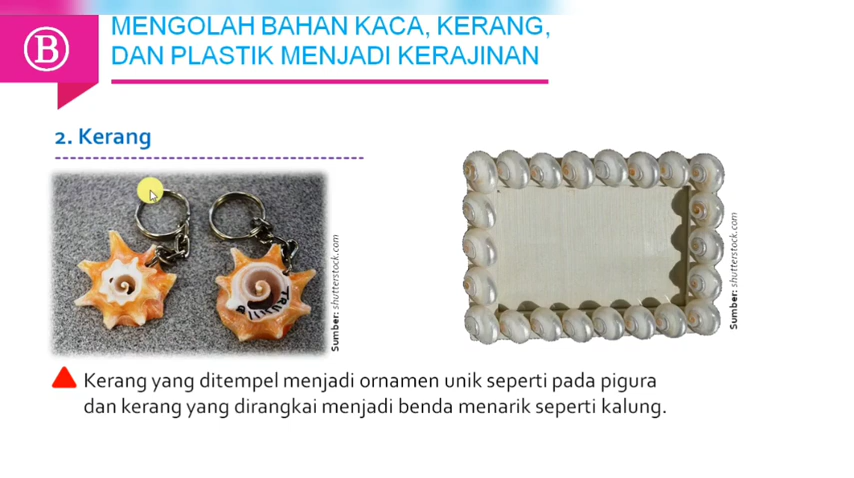 B
MENGOLAH BAHAN KACA, KERANG,
DAN PLASTIK MENJADI KERAJINAN
2. Kerang
Sumber: shutterstock.com
Sumber: shutterstock.com
Kerang yang ditempel menjadi ornamen unik seperti pada pigura
dan kerang yang dirangkai menjadi benda menarik seperti kalung.